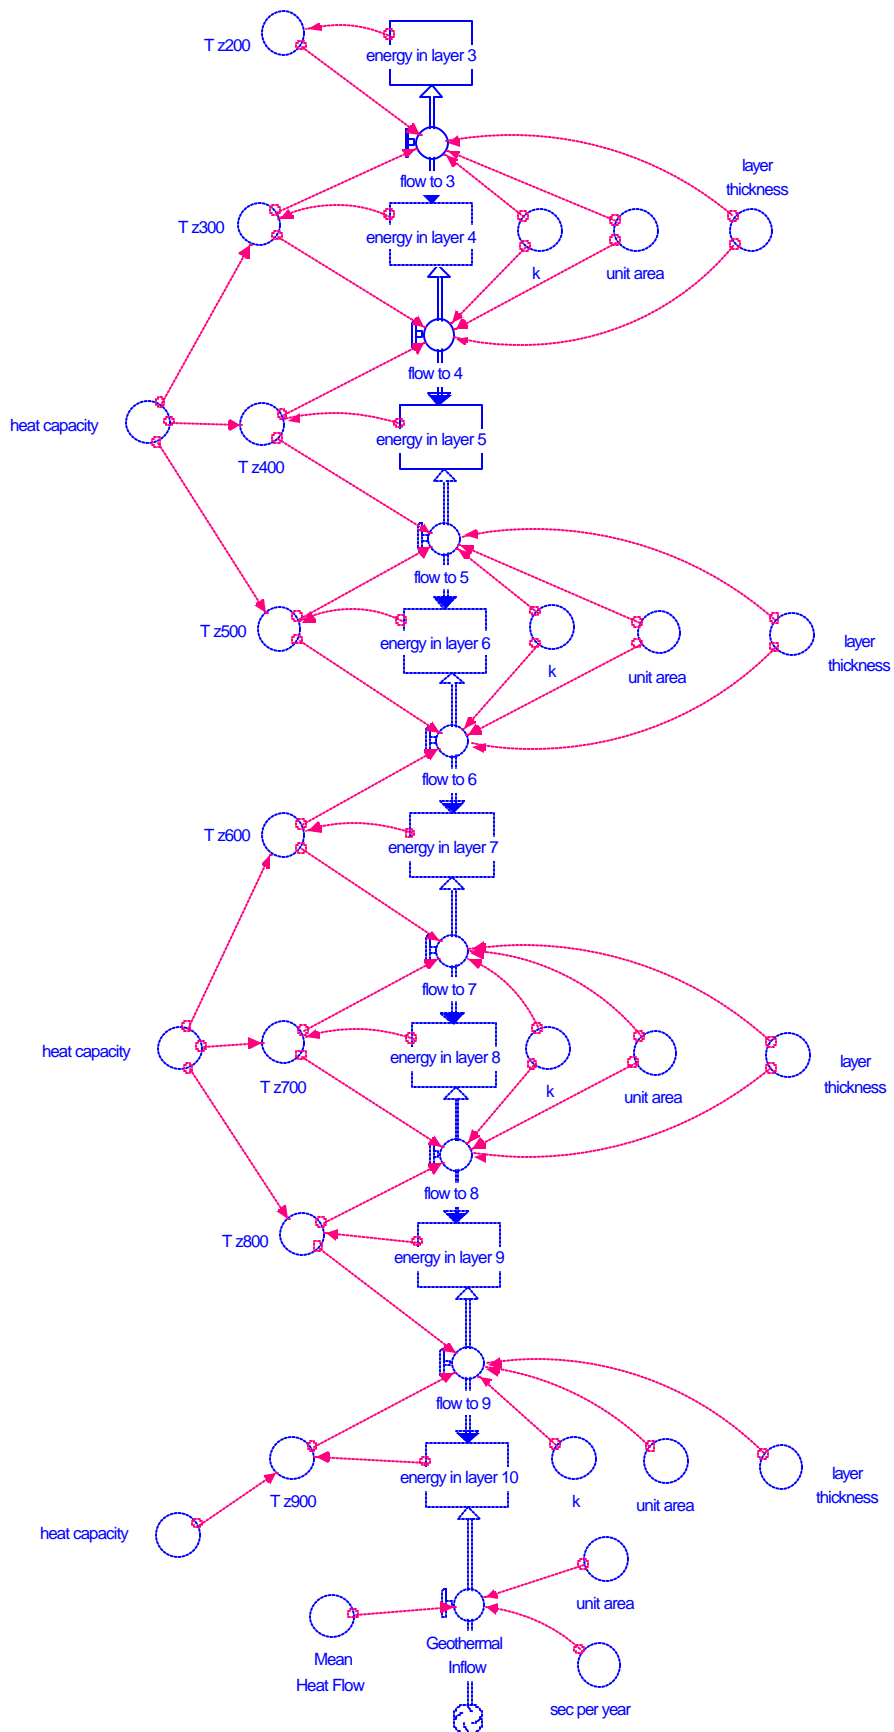 T z200
energy in layer 3
flow to 3
layer
thickness
T z300
energy in layer 4
k
unit area
flow to 4
heat capacity
T z400
energy in layer 5
flow to 5
T z500
energy in layer 6
k
unit area
layer
thickness
flow to 6
T z600
energy in layer 7
flow to 7
heat capacity
T z700
energy in layer 8
k
unit area
layer
thickness
flow to 8
T z800
energy in layer 9
flow to 9
T z900
energy in layer 10
k
unit area
layer
thickness
heat capacity
unit area
Mean
Heat Flow
Geothermal
Inflow
sec per year